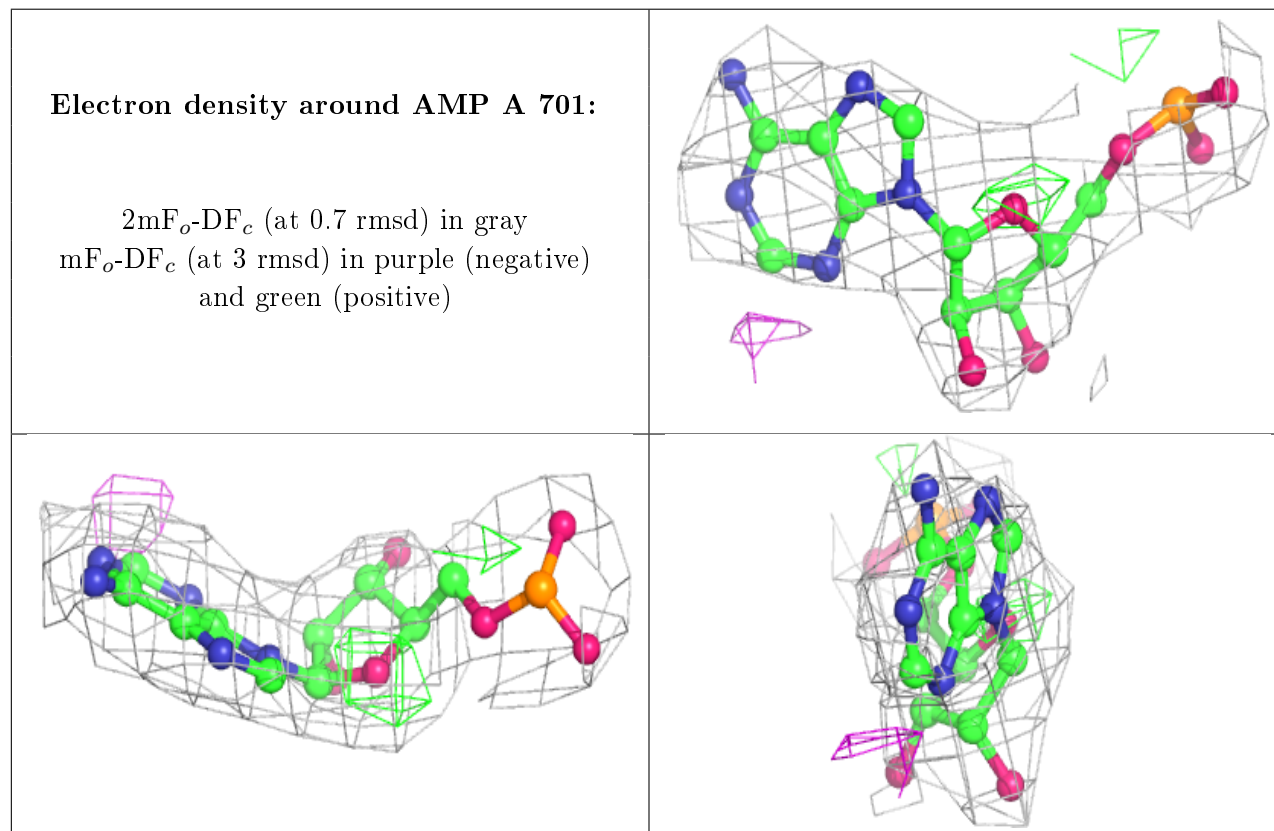 Electron density around AMP A 701:
2mFₒ-DF𝒸 (at 0.7 rmsd) in gray
mFₒ-DF𝒸 (at 3 rmsd) in purple (negative)
and green (positive)